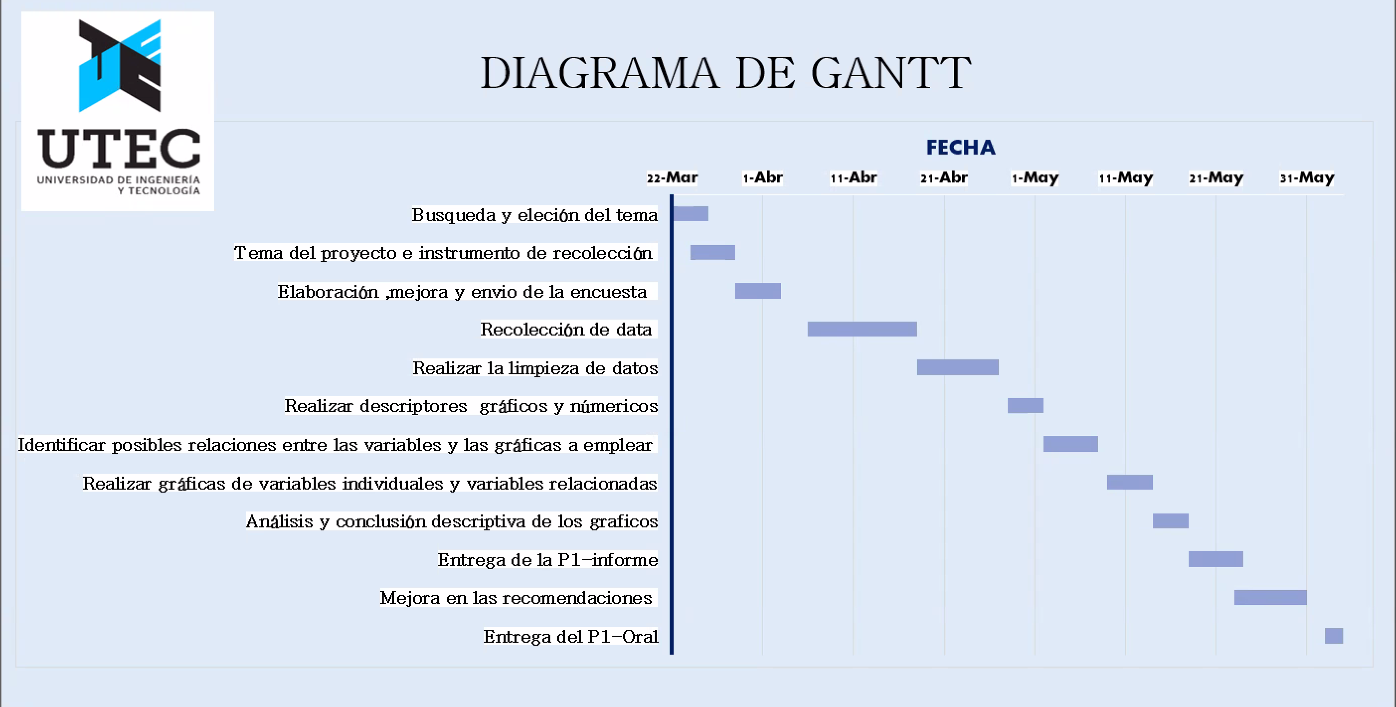 UTEC
UNIVERSIDAD DE INGENIERÍA
Y TECNOLOGÍA
DIAGRAMA DE GANTT
FECHA
22-Mar 1-Abr 11-Abr 21-Abr 1-May 11-May 21-May 31-May
Busqueda y eleción del tema
Tema del proyecto e instrumento de recolección
Elaboración ,mejora y envio de la encuesta
Recolección de data
Realizar la limpieza de datos
Realizar descriptores gráficos y númericos
Identificar posibles relaciones entre las variables y las gráficas a emplear
Realizar gráficas de variables individuales y variables relacionadas
Análisis y conclusión descriptiva de los graficos
Entrega de la P1-informe
Mejora en las recomendaciones
Entrega del P1-Oral